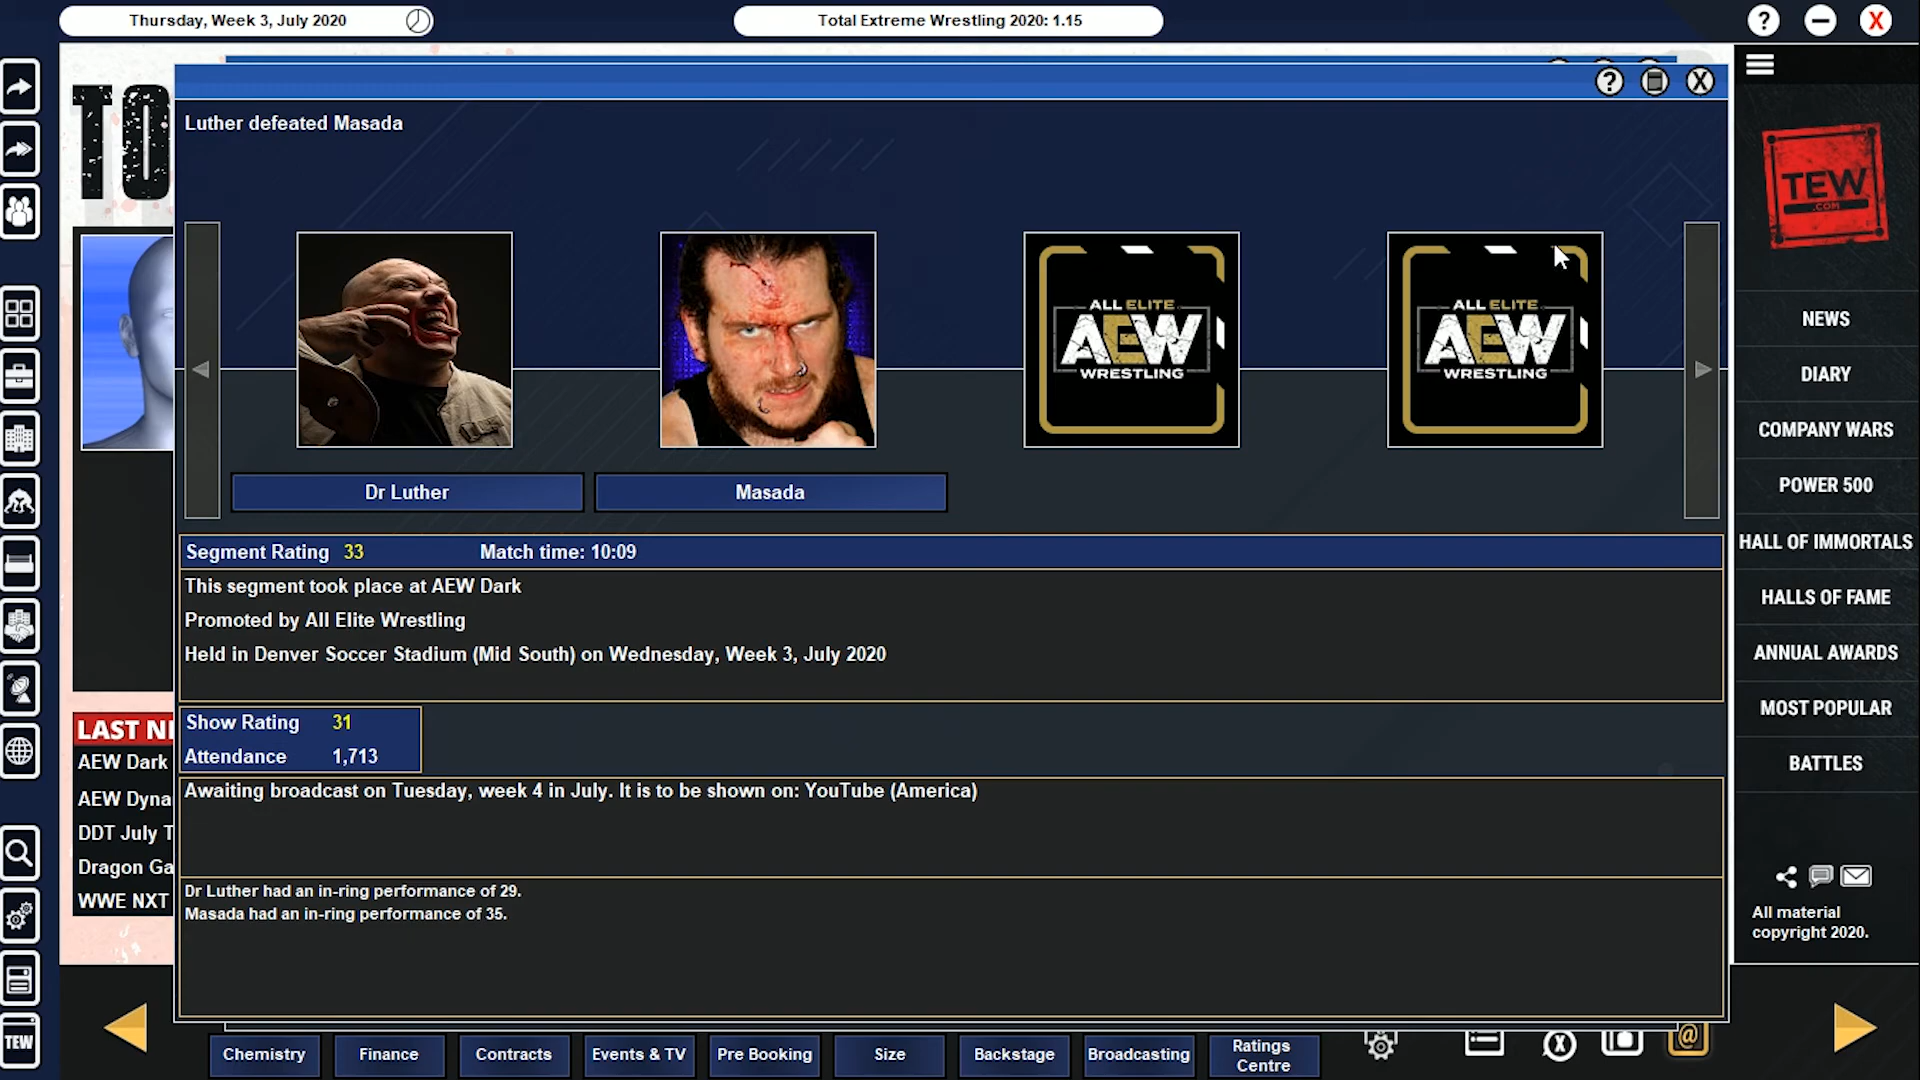 Thursday, Week 3, July 2020
Total Extreme Wrestling 2020: 1.15
?
X
TO
?
X
Luther defeated Masada
ALL ELITE
AEW
WRESTLING
ALL ELITE
AEW
WRESTLING
Dr Luther
Masada
Segment Rating 33
Match time: 10:09
This segment took place at AEW Dark
Promoted by All Elite Wrestling
Held in Denver Soccer Stadium (Mid South) on Wednesday, Week 3, July 2020
Show Rating 31
Attendance 1,713
Awaiting broadcast on Tuesday, week 4 in July. It is to be shown on: YouTube (America)
Dr Luther had an in-ring performance of 29.
Masada had an in-ring performance of 35.
LAST N
AEW Dark
AEW Dyna
DDT July T
Dragon Ga
WWE NXT
TEW
TEW
.COM
NEWS
DIARY
COMPANY WARS
POWER 500
HALL OF IMMORTALS
HALLS OF FAME
ANNUAL AWARDS
MOST POPULAR
BATTLES
All material
copyright 2020.
Chemistry
Finance
Contracts
Events & TV
Pre Booking
Size
Backstage
Broadcasting
Ratings
Centre
X
@